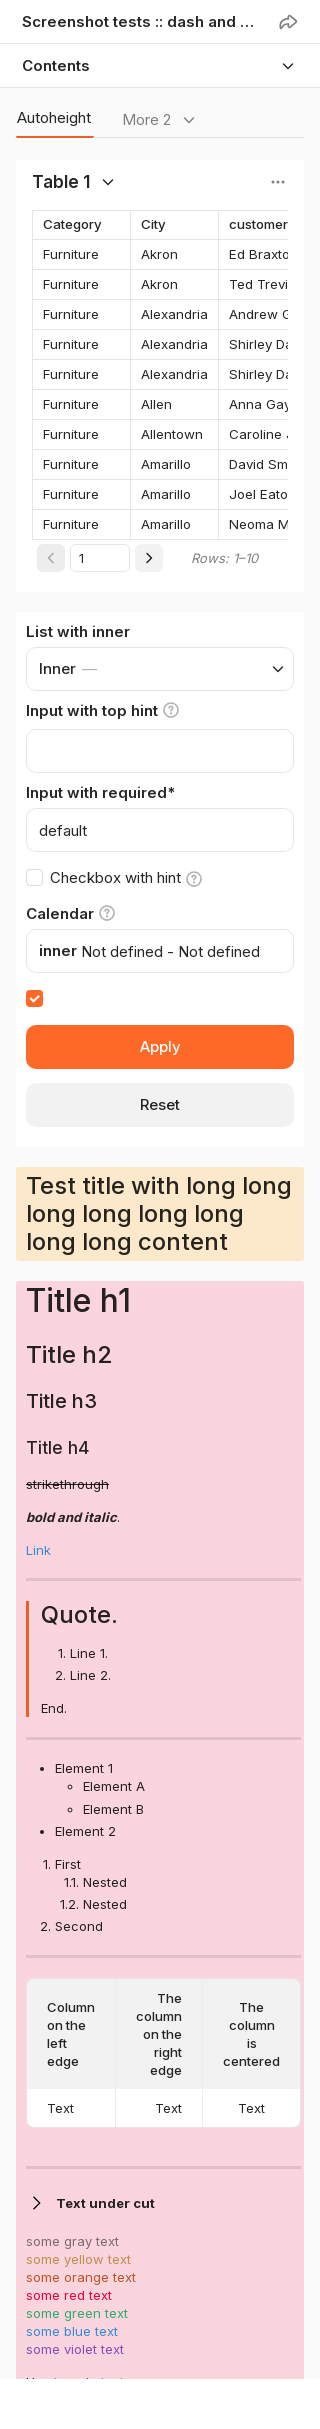 Screenshot tests :: dash and ...
Contents
Autoheight More 2
Table 1
Category City customer
Furniture Akron Ed Braxto
Furniture Akron Ted Trevi
Furniture Alexandria Andrew G
Furniture Alexandria Shirley Da
Furniture Alexandria Shirley Da
Furniture Allen Anna Gay
Furniture Allentown Caroline J
Furniture Amarillo David Sm
Furniture Amarillo Joel Eato
Furniture Amarillo Neoma M
1 Rows: 1–10
List with inner
Inner —
Input with top hint
Input with required*
default
Checkbox with hint
Calendar
inner Not defined - Not defined
Apply
Reset
Test title with long long
long long long long
long long content
Title h1
Title h2
Title h3
Title h4
strikethrough
bold and italic.
Link
Quote.
1. Line 1.
2. Line 2.
End.
• Element 1
◦ Element A
◦ Element B
• Element 2
1. First
1.1. Nested
1.2. Nested
2. Second
Column on the left edge
The column on the right edge
The column is centered
Text Text Text
Text under cut
some gray text
some yellow text
some orange text
some red text
some green text
some blue text
some violet text